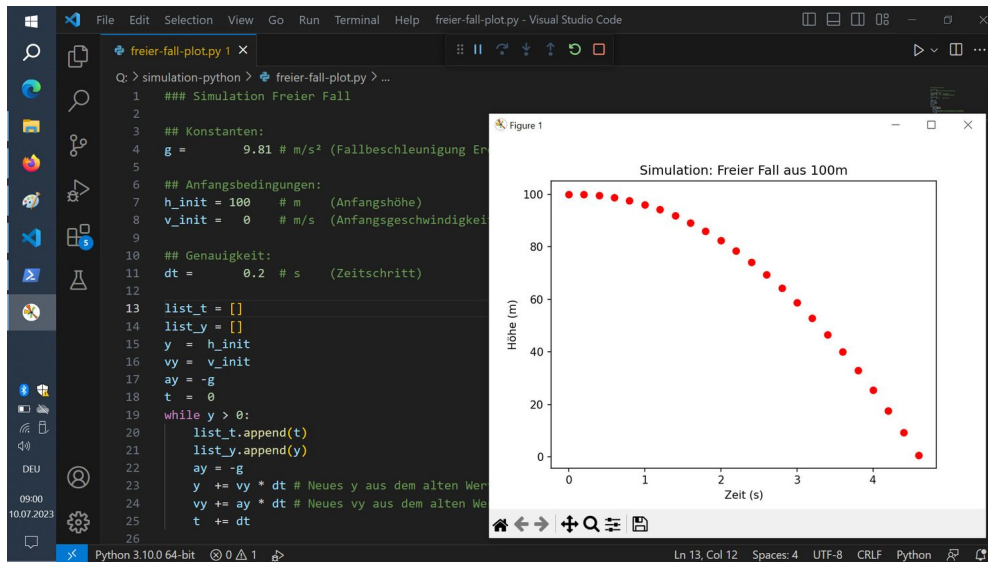 File Edit Selection View Go Run Terminal Help freier-fall-plot.py - Visual Studio Code
freier-fall-plot.py 1
Q: > simulation-python > freier-fall-plot.py > ...
1 ### Simulation Freier Fall
2
3 ## Konstanten:
4 g = 9.81 # m/s² (Fallbeschleunigung Er
5
6 ## Anfangsbedingungen:
7 h_init = 100 # m (Anfangshöhe)
8 v_init = 0 # m/s (Anfangsgeschwindigkei
9
10 ## Genauigkeit:
11 dt = 0.2 # s (Zeitschritt)
12
13 list_t = []
14 list_y = []
15 y = h_init
16 vy = v_init
17 ay = -g
18 t = 0
19 while y > 0:
20 list_t.append(t)
21 list_y.append(y)
22 ay = -g
23 y += vy * dt # Neues y aus dem alten Wer
24 vy += ay * dt # Neues vy aus dem alten We
25 t += dt
26
Figure 1
Simulation: Freier Fall aus 100m
Höhe (m)
100
80
60
40
20
0
0 1 2 3 4
Zeit (s)
5
DEU
09:00
10.07.2023
Python 3.10.0 64-bit 0 1 Ln 13, Col 12 Spaces: 4 UTF-8 CRLF Python